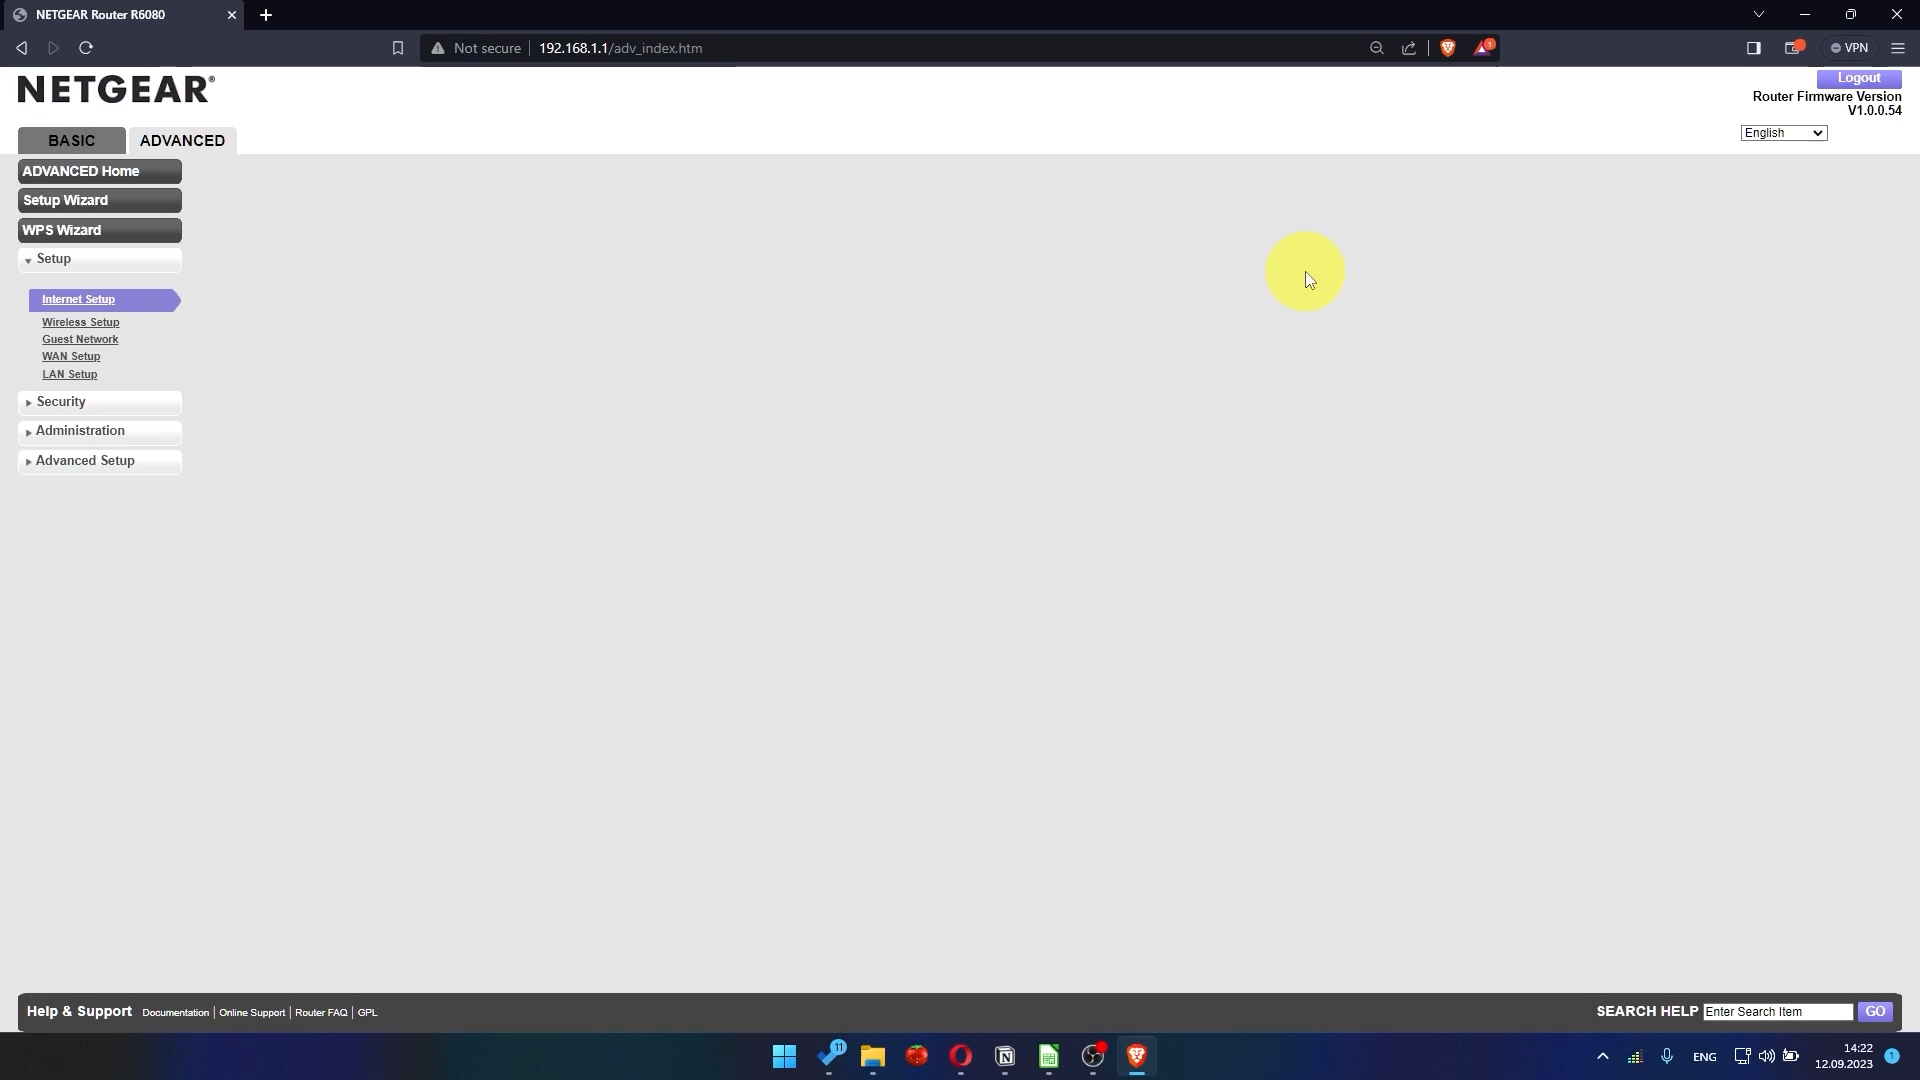 NETGEAR Router R6080
Not secure 192.168.1.1/adv_index.htm
1
VPN
NETGEAR®
Logout
Router Firmware Version
V1.0.0.54
English
BASIC
ADVANCED
ADVANCED Home
Setup Wizard
WPS Wizard
Setup
Internet Setup
Wireless Setup
Guest Network
WAN Setup
LAN Setup
Security
Administration
Advanced Setup
Help & Support Documentation | Online Support | Router FAQ | GPL
SEARCH HELP Enter Search Item GO
11
ENG
14:22
12.09.2023
1